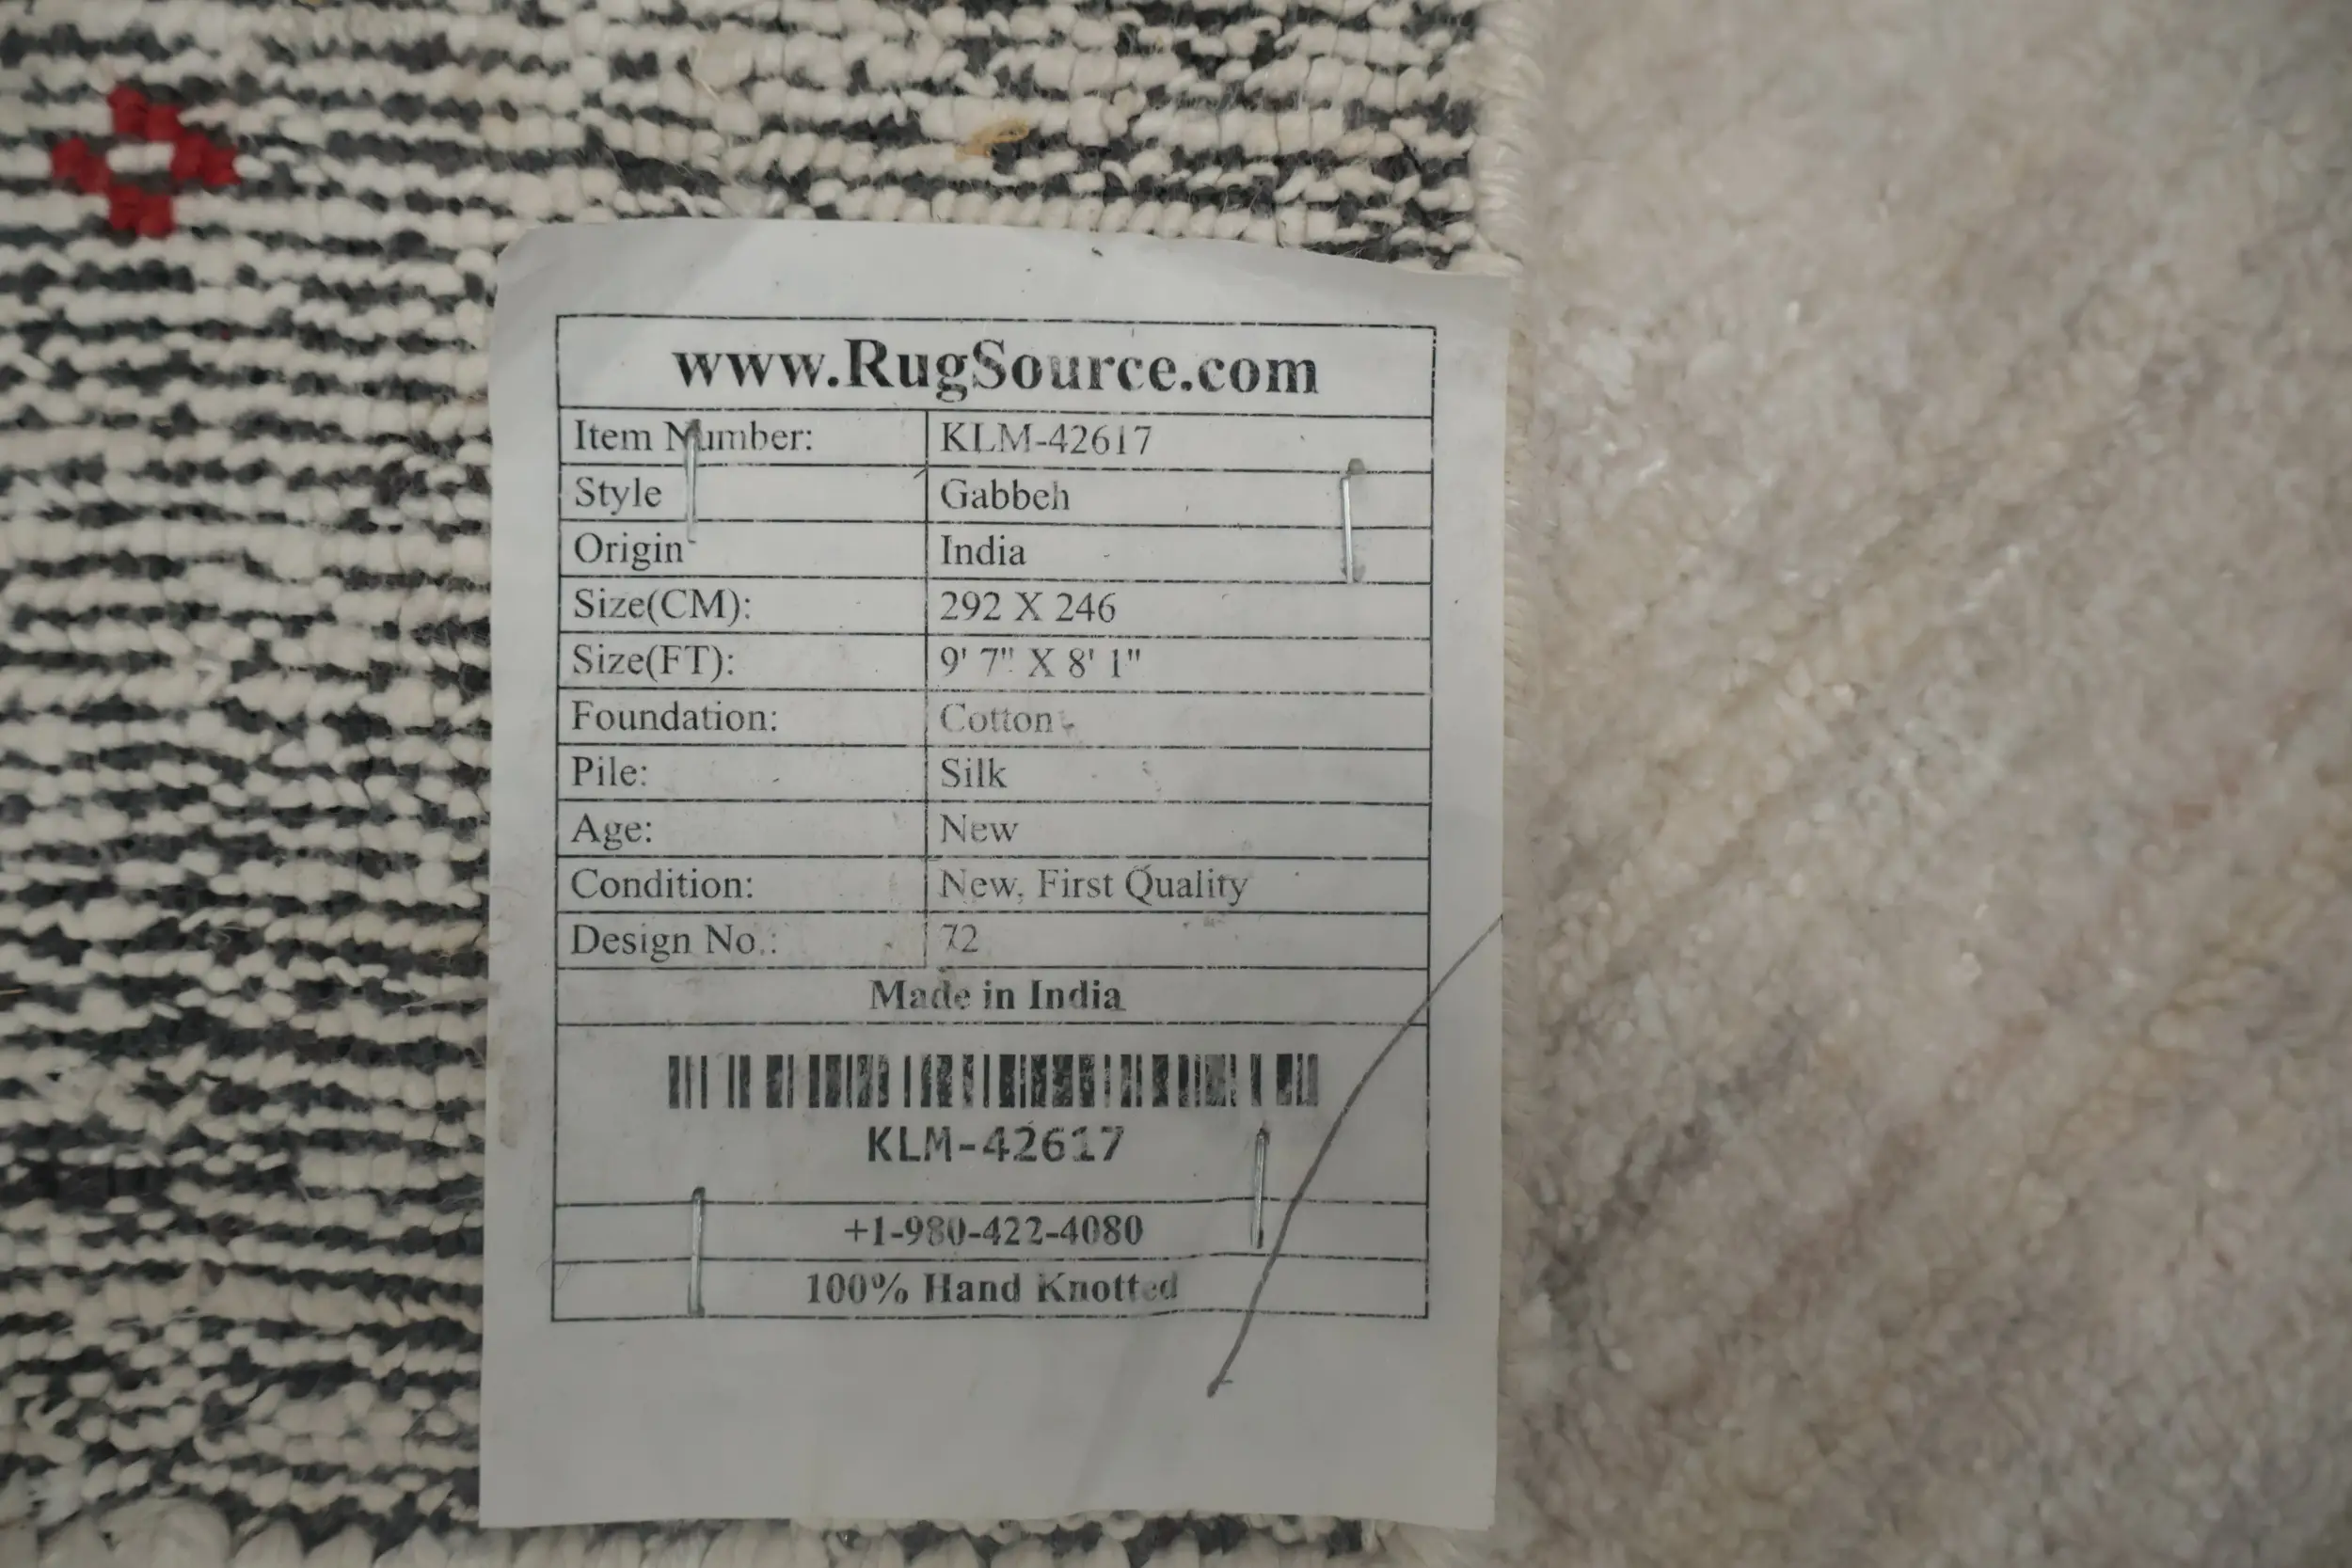 www.RugSource.com
Item Number: KLM-42617
Style Gabbeh
Origin India
Size(CM): 292 X 246
Size(FT): 9' 7" X 8' 1"
Foundation: Cotton
Pile: Silk
Age: New
Condition: New, First Quality
Design No.: 72
Made in India
KLM-42617
+1-980-422-4080
100% Hand Knotted